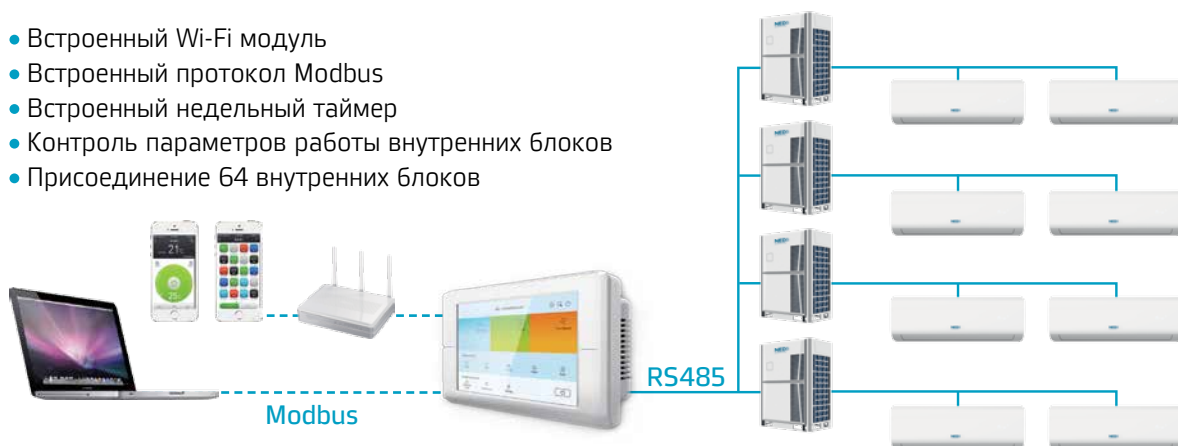 Встроенный Wi-Fi модуль
Встроенный протокол Modbus
Встроенный недельный таймер
Контроль параметров работы внутренних блоков
Присоединение 64 внутренних блоков
RS485
Modbus